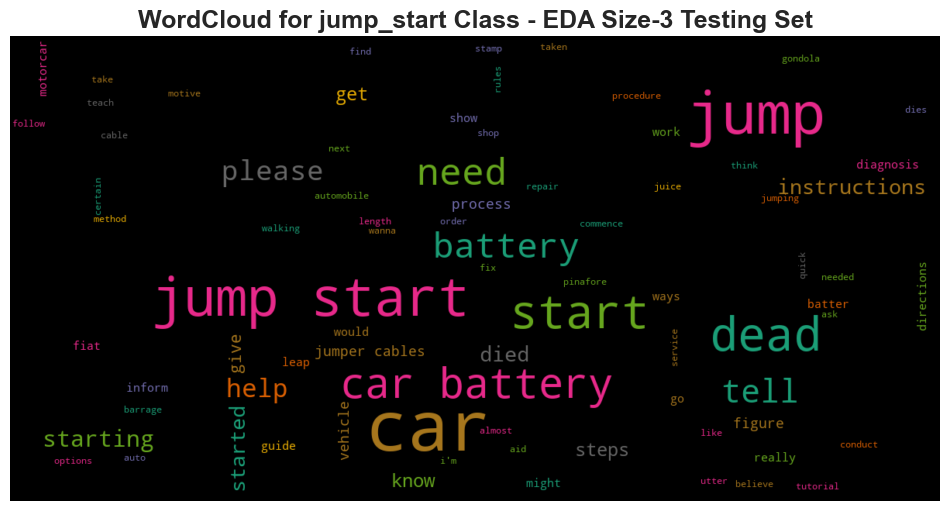 WordCloud for jump_start Class - EDA Size-3 Testing Set
motorcar
find
stamp
taken
gondola
take
teach
motive
get
rules
procedure
jump
dies
follow
cable
show
shop
work
next
please
need
think
diagnosis
certain
automobile
repair
juice
instructions
jumping
method
process
walking
length
wanna
order
commence
battery
fix
quick
needed
directions
pinafore
jump start
start
ways
batter
ask
fiat
give
would
jumper cables
died
service
dead
leap
inform
help
car battery
go
tell
barrage
started
vehicle
car
starting
guide
almost
like
figure
options
auto
i'm
aid
steps
really
conduct
know
might
utter
believe
tutorial